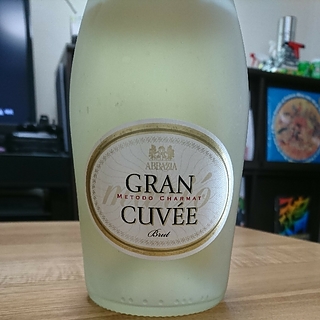 ABBAZIA
GRAN
METODO CHARMAT
CUVÉE
Brut